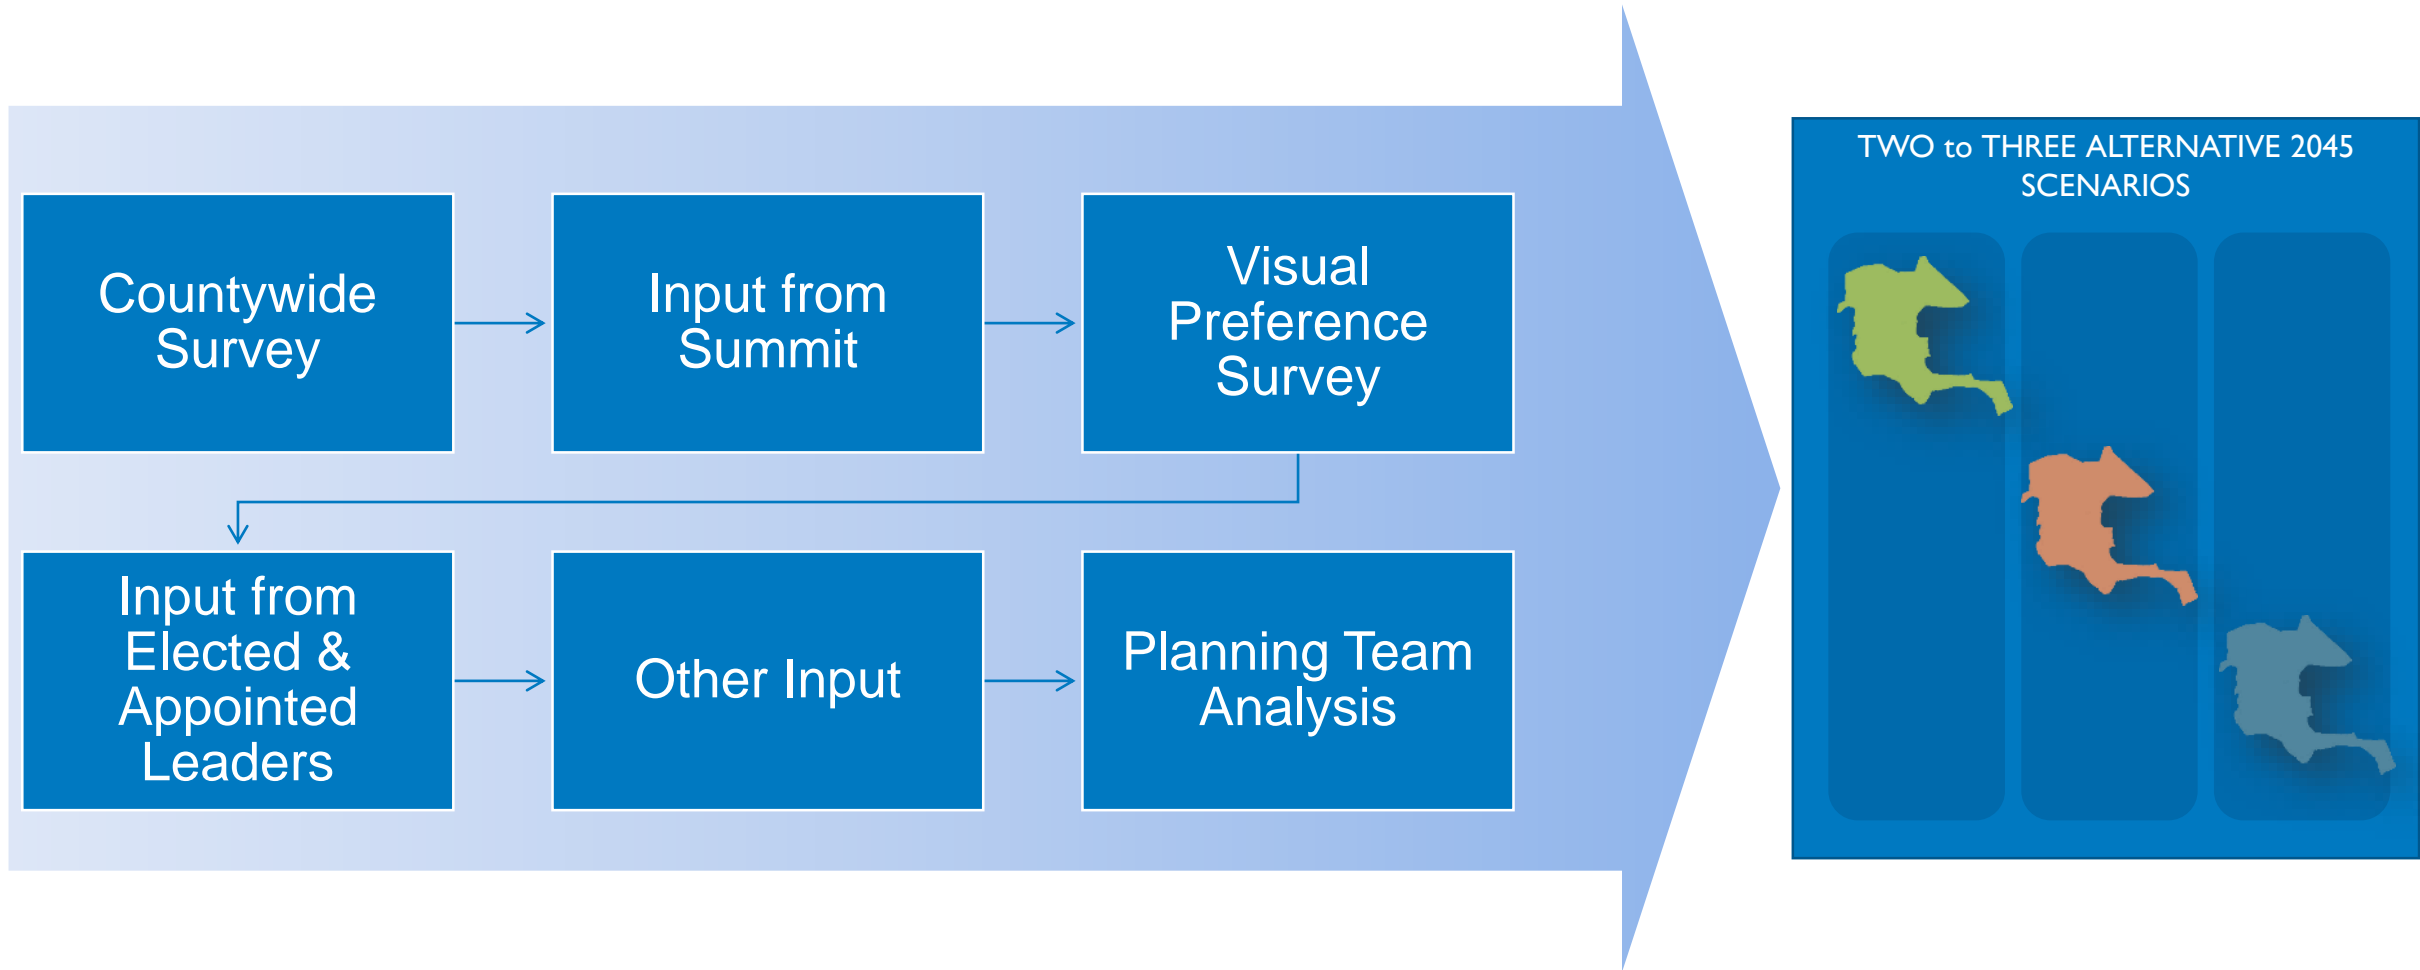 Countywide
Survey
Input from
Summit
Visual
Preference
Survey
Input from
Elected &
Appointed
Leaders
Other Input
Planning Team
Analysis
TWO to THREE ALTERNATIVE 2045
SCENARIOS